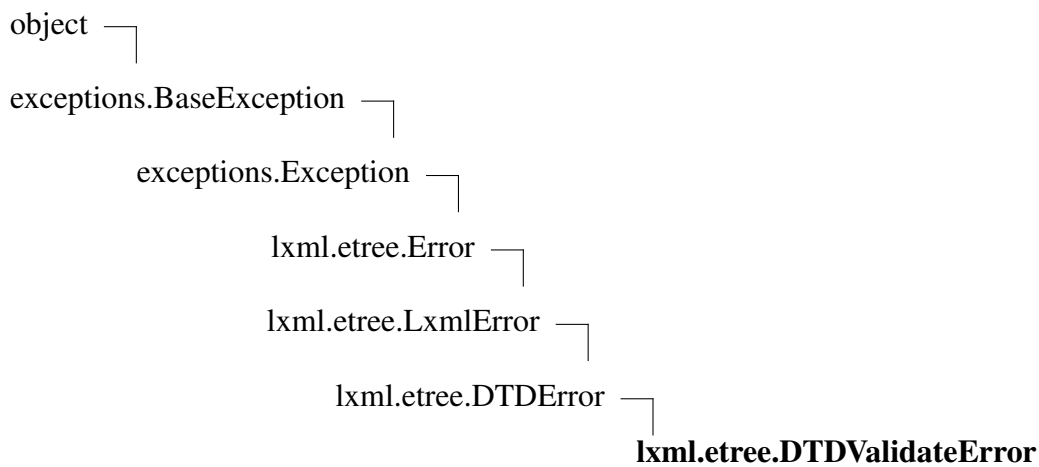 object
exceptions.BaseException
exceptions.Exception
lxml.etree.Error
lxml.etree.LxmlError
lxml.etree.DTDError
lxml.etree.DTDValidateError